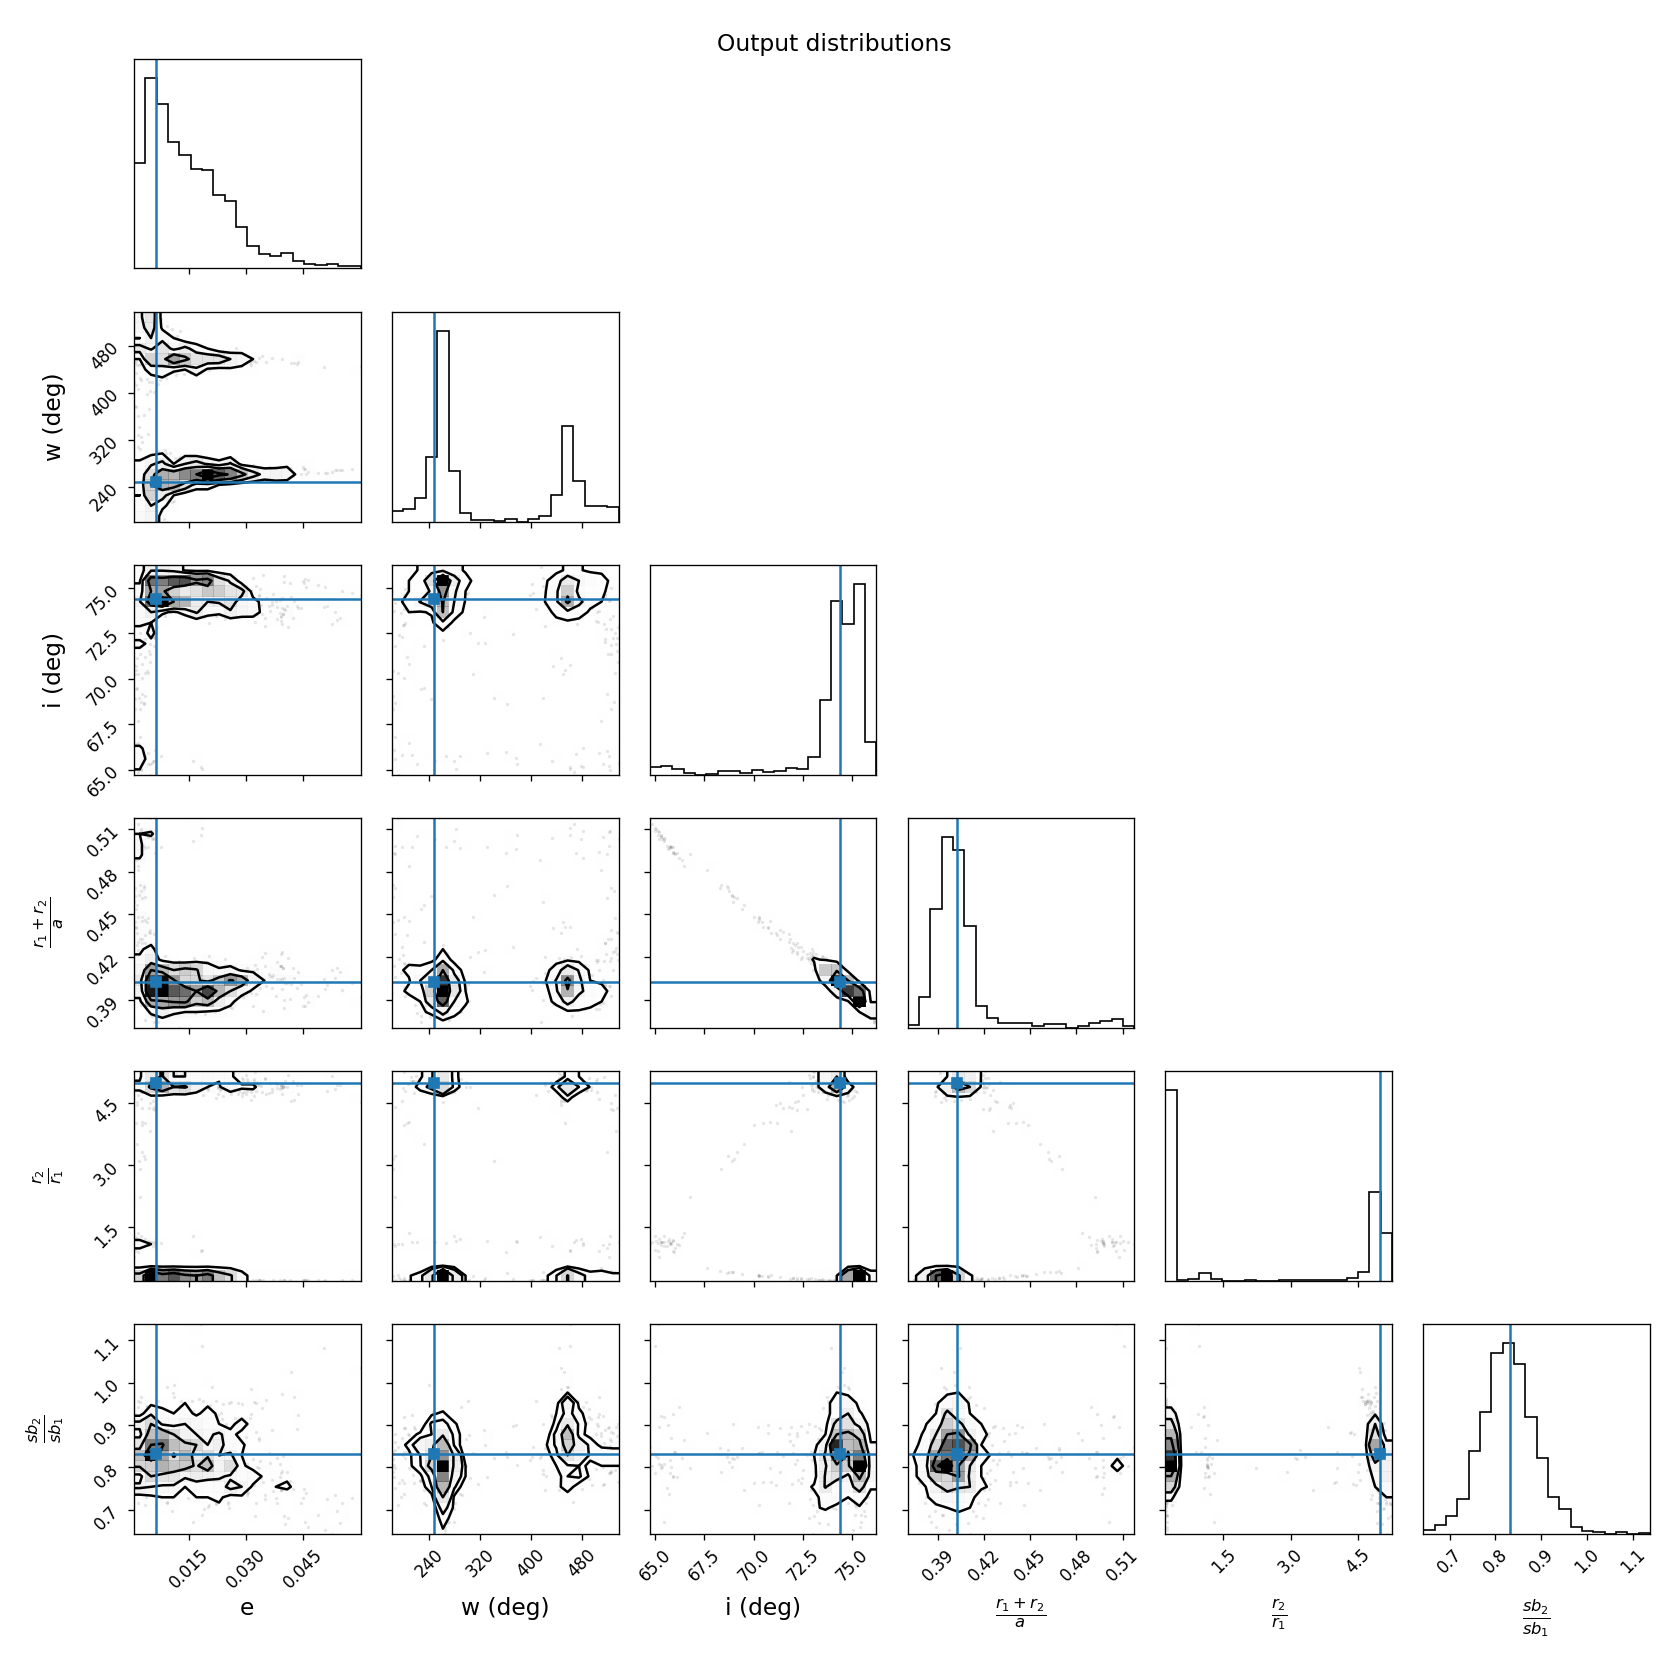 Output distributions
w (deg)
480
400
320
240
i (deg)
75.0
72.5
70.0
67.5
65.0
r₁ + r₂
a
0.51
0.48
0.45
0.42
0.39
r₂
r₁
4.5
3.0
1.5
sb₂
sb₁
1.1
1.0
0.9
0.8
0.7
0.015 0.030 0.045 240 320 400 480 65.0 67.5 70.0 72.5 75.0 0.39 0.42 0.45 0.48 0.51 1.5 3.0 4.5 0.7 0.8 0.9 1.0 1.1
e w (deg) i (deg) r₁ + r₂ r₂ sb₂
a r₁ sb₁